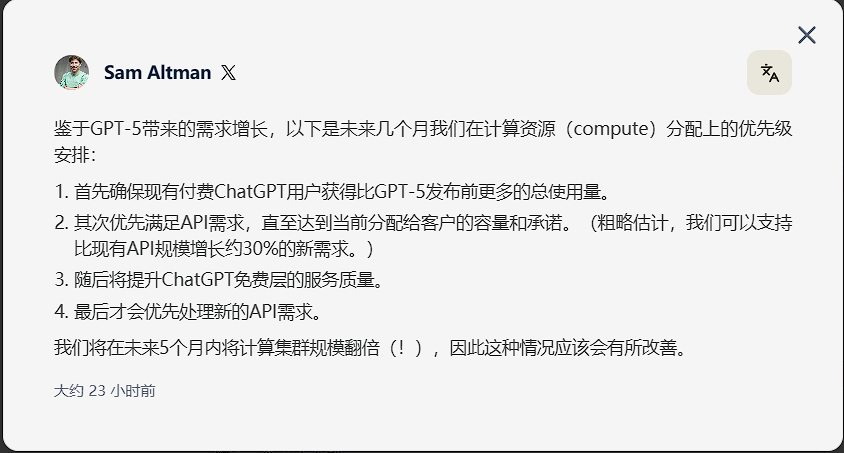 Sam Altman
鉴于GPT-5带来的需求增长，以下是未来几个月我们在计算资源（compute）分配上的优先级
安排：
1. 首先确保现有付费ChatGPT用户获得比GPT-5发布前更多的总使用量。
2. 其次优先满足API需求，直至达到当前分配给客户的容量和承诺。（粗略估计，我们可以支持
比现有API规模增长约30%的新需求。）
3. 随后将提升ChatGPT免费层的服务质量。
4. 最后才会优先处理新的API需求。
我们将在未来5个月内将计算集群规模翻倍（！），因此这种情况应该会有所改善。
大约 23 小时前